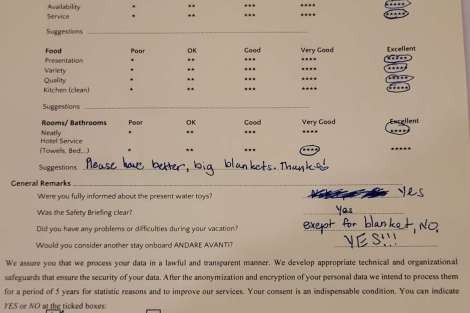 Availability * ** *** **** *****
Service * ** *** **** *****
Suggestions
Food Poor OK Good Very Good Excellent
Presentation * ** *** **** *****
Variety * ** *** **** *****
Quality * ** *** **** *****
Kitchen (clean) * ** *** **** *****
Suggestions
Rooms/ Bathrooms Poor OK Good Very Good Excellent
Neatly * ** *** **** *****
Hotel Service
(Towels, Bed,..) * ** *** **** *****
Suggestions Please have better, big blankets. Thanks!
General Remarks
Were you fully informed about the present water toys? Yes
Was the Safety Briefing clear? Yas
Did you have any problems or difficulties during your vacation? exept for blanket, NO.
Would you consider another stay onboard ANDARE AVANTI? YES!!!
We assure you that we process your data in a lawful and transparent manner. We develop appropriate technical and organizational
safeguards that ensure the security of your data. After the anonymization and encryption of your personal data we intend to process them
for a period of 5 years for statistic reasons and to improve our services. Your consent is an indispensable condition. You can indicate
YES or NO at the ticked boxes.